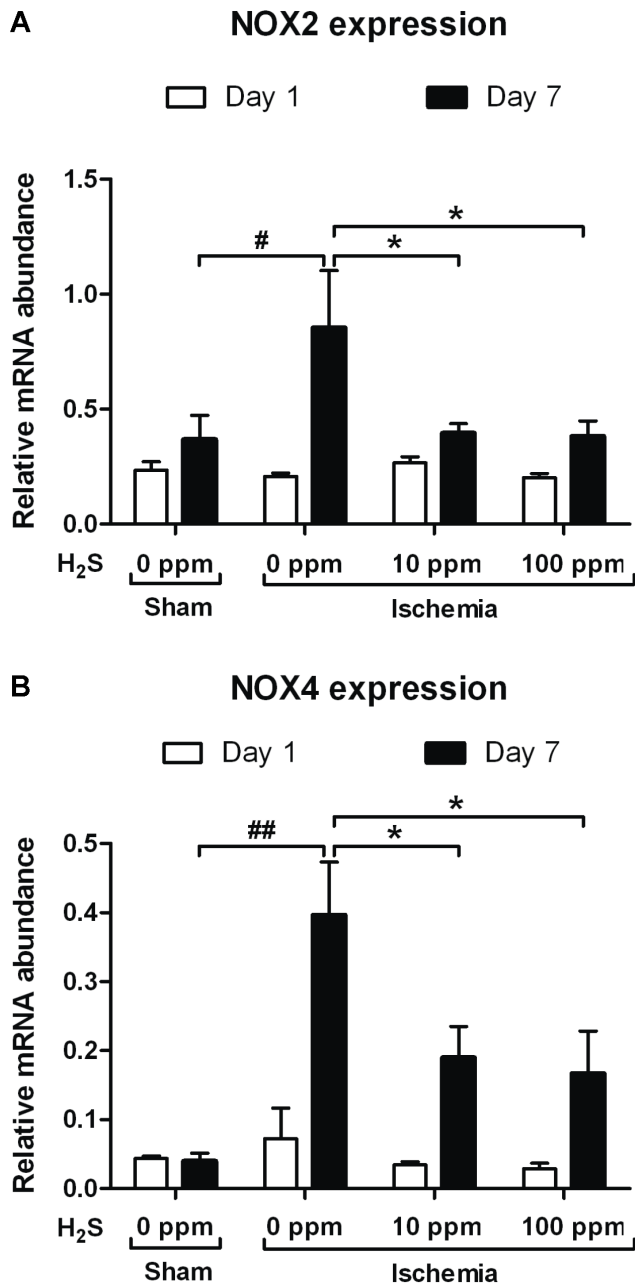 A
NOX2 expression
Day 1 Day 7
Relative mRNA abundance
1.5
1.0
0.5
0.0
# * *
H₂S 0 ppm 0 ppm 10 ppm 100 ppm
Sham Ischemia
B
NOX4 expression
Day 1 Day 7
Relative mRNA abundance
0.5
0.4
0.3
0.2
0.1
0.0
## * *
H₂S 0 ppm 0 ppm 10 ppm 100 ppm
Sham Ischemia